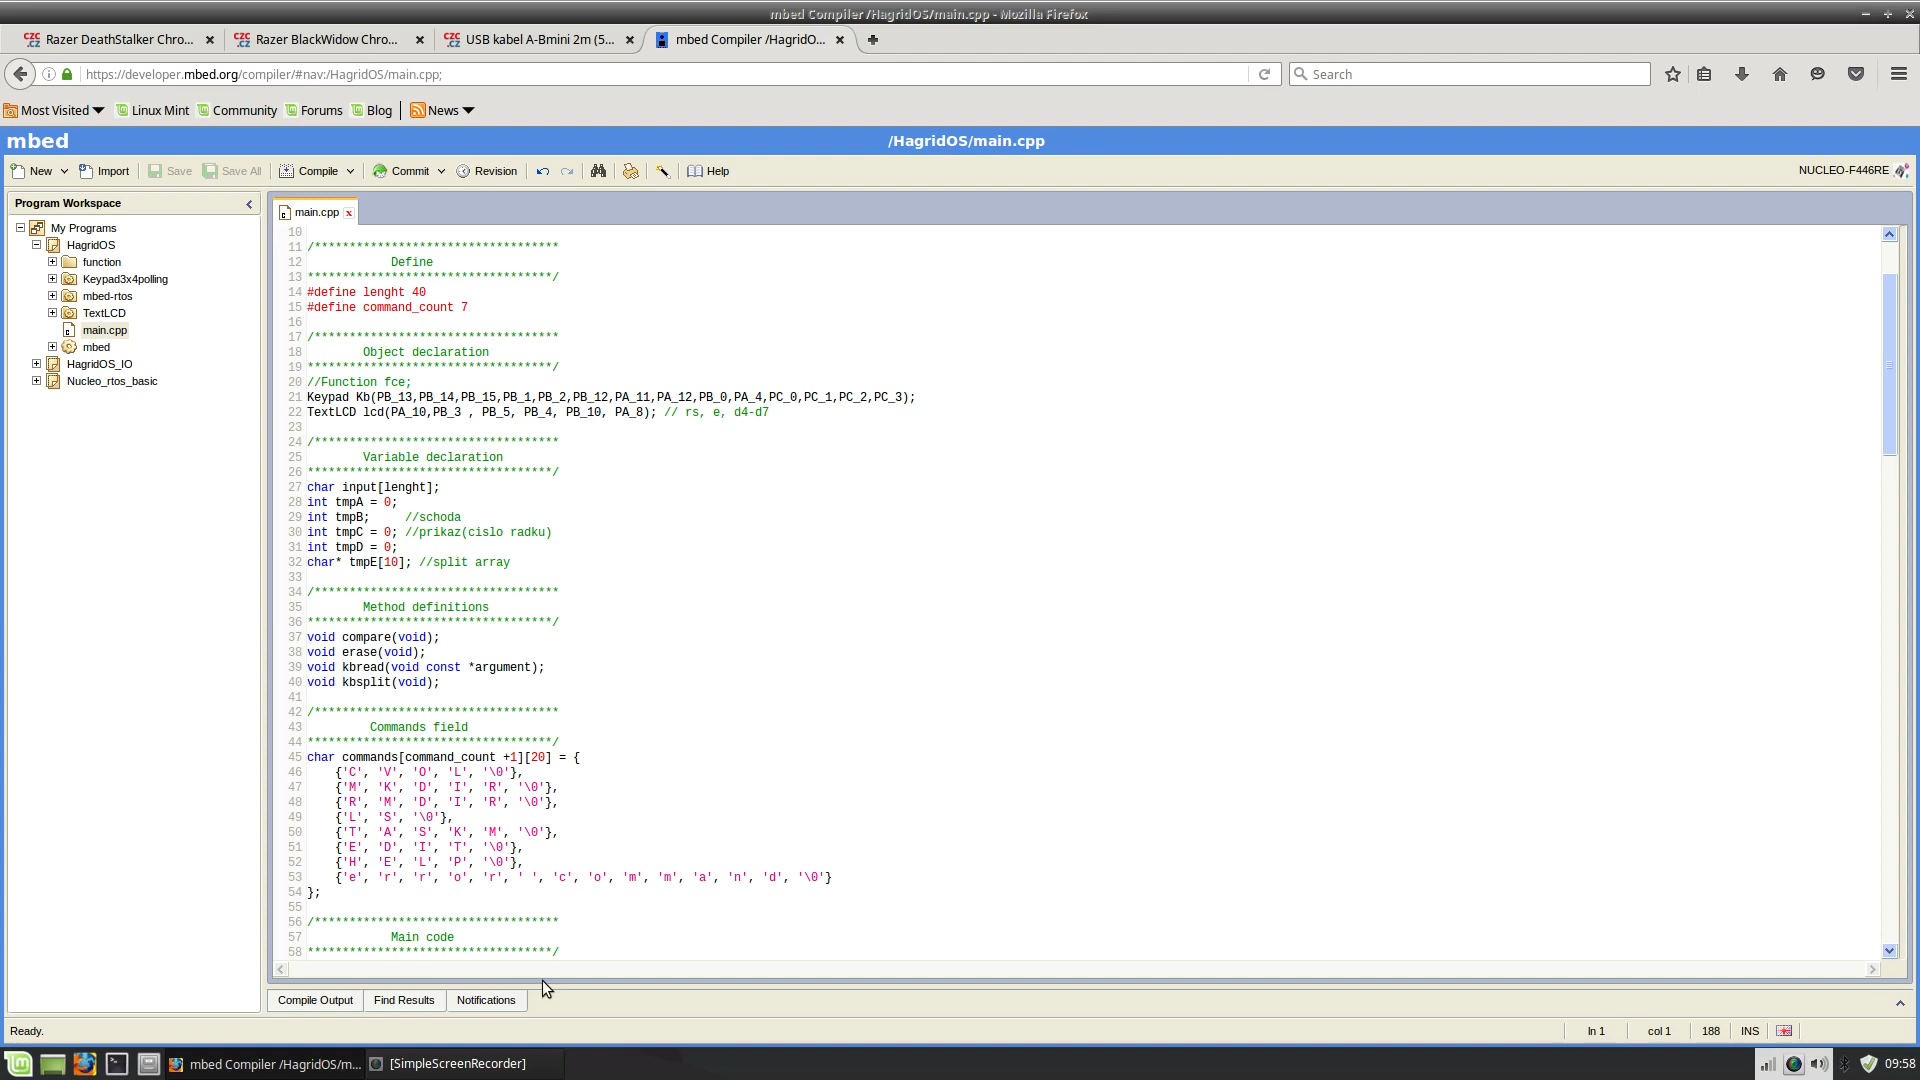 mbed Compiler /HagridOS/main.cpp - Mozilla Firefox
CZC.CZ Razer DeathStalker Chro... CZC.CZ Razer BlackWidow Chro... CZC.CZ USB kabel A-Bmini 2m (5... mbed Compiler /HagridO...
https://developer.mbed.org/compiler/#nav:/HagridOS/main.cpp; Search
Most Visited Linux Mint Community Forums Blog News
mbed /HagridOS/main.cpp
New Import Save Save All Compile Commit Revision Help NUCLEO-F446RE
Program Workspace
My Programs
HagridOS
function
Keypad3x4polling
mbed-rtos
TextLCD
main.cpp
mbed
HagridOS_IO
Nucleo_rtos_basic
main.cpp x
10
11 /***********************************
12 Define
13 ***********************************/
14 #define lenght 40
15 #define command_count 7
16
17 /***********************************
18 Object declaration
19 ***********************************/
20 //Function fce;
21 Keypad Kb(PB_13,PB_14,PB_15,PB_1,PB_2,PB_12,PA_11,PA_12,PB_0,PA_4,PC_0,PC_1,PC_2,PC_3);
22 TextLCD lcd(PA_10,PB_3 , PB_5, PB_4, PB_10, PA_8); // rs, e, d4-d7
23
24 /***********************************
25 Variable declaration
26 ***********************************/
27 char input[lenght];
28 int tmpA = 0;
29 int tmpB; //schoda
30 int tmpC = 0; //prikaz(cislo radku)
31 int tmpD = 0;
32 char* tmpE[10]; //split array
33
34 /***********************************
35 Method definitions
36 ***********************************/
37 void compare(void);
38 void erase(void);
39 void kbread(void const *argument);
40 void kbsplit(void);
41
42 /***********************************
43 Commands field
44 ***********************************/
45 char commands[command_count +1][20] = {
46 {'C', 'V', 'O', 'L', '\0'},
47 {'M', 'K', 'D', 'I', 'R', '\0'},
48 {'R', 'M', 'D', 'I', 'R', '\0'},
49 {'L', 'S', '\0'},
50 {'T', 'A', 'S', 'K', 'M', '\0'},
51 {'E', 'D', 'I', 'T', '\0'},
52 {'H', 'E', 'L', 'P', '\0'},
53 {'e', 'r', 'r', 'o', 'r', ' ', 'c', 'o', 'm', 'm', 'a', 'n', 'd', '\0'}
54 };
55
56 /***********************************
57 Main code
58 ***********************************/
Compile Output Find Results Notifications
Ready. ln 1 col 1 188 INS
mbed Compiler /HagridOS/m... [SimpleScreenRecorder] 09:58